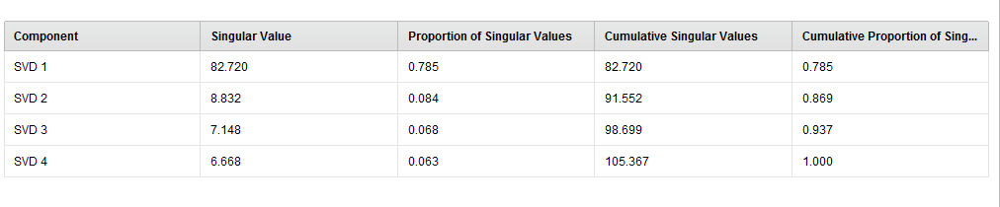 Component Singular Value Proportion of Singular Values Cumulative Singular Values Cumulative Proportion of Sing...
SVD 1 82.720 0.785 82.720 0.785
SVD 2 8.832 0.084 91.552 0.869
SVD 3 7.148 0.068 98.699 0.937
SVD 4 6.668 0.063 105.367 1.000